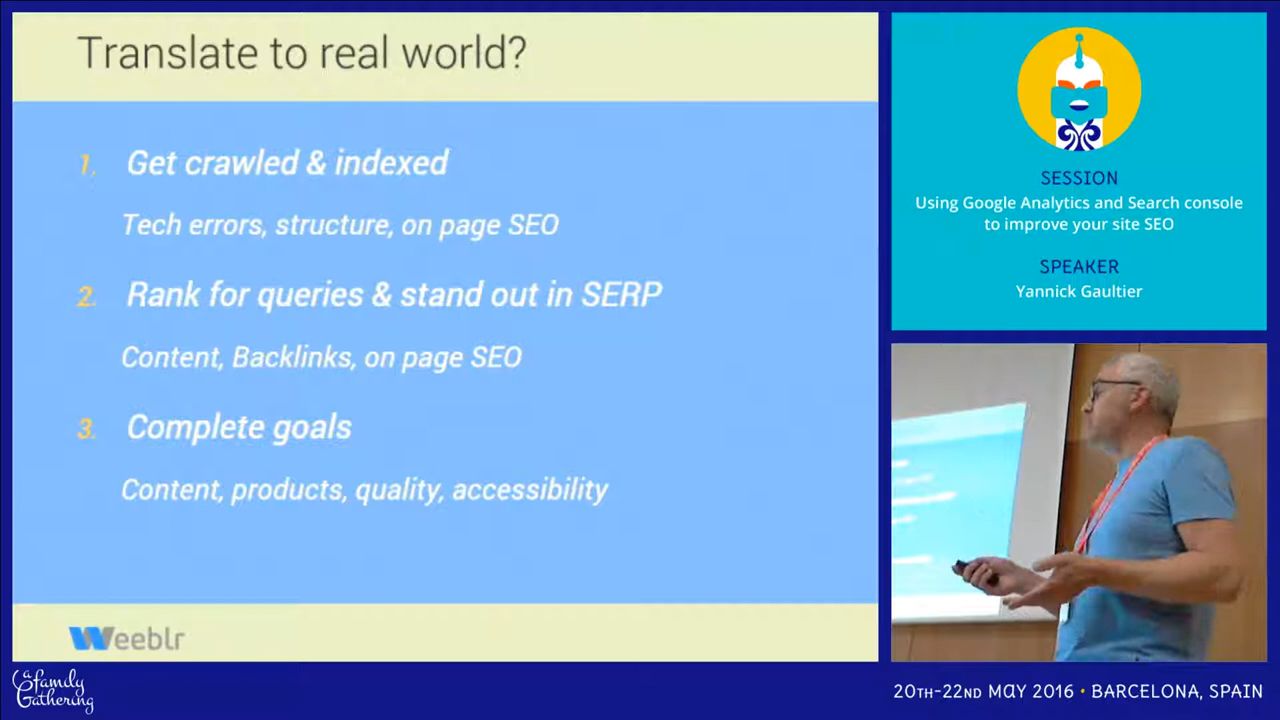 Translate to real world?
1. Get crawled & indexed
Tech errors, structure, on page SEO
2. Rank for queries & stand out in SERP
Content, Backlinks, on page SEO
3. Complete goals
Content, products, quality, accessibility
Weeblr
SESSION
Using Google Analytics and Search console
to improve your site SEO
SPEAKER
Yannick Gaultier
a family
Gathering
20TH-22ND MAY 2016 • BARCELONA, SPAIN